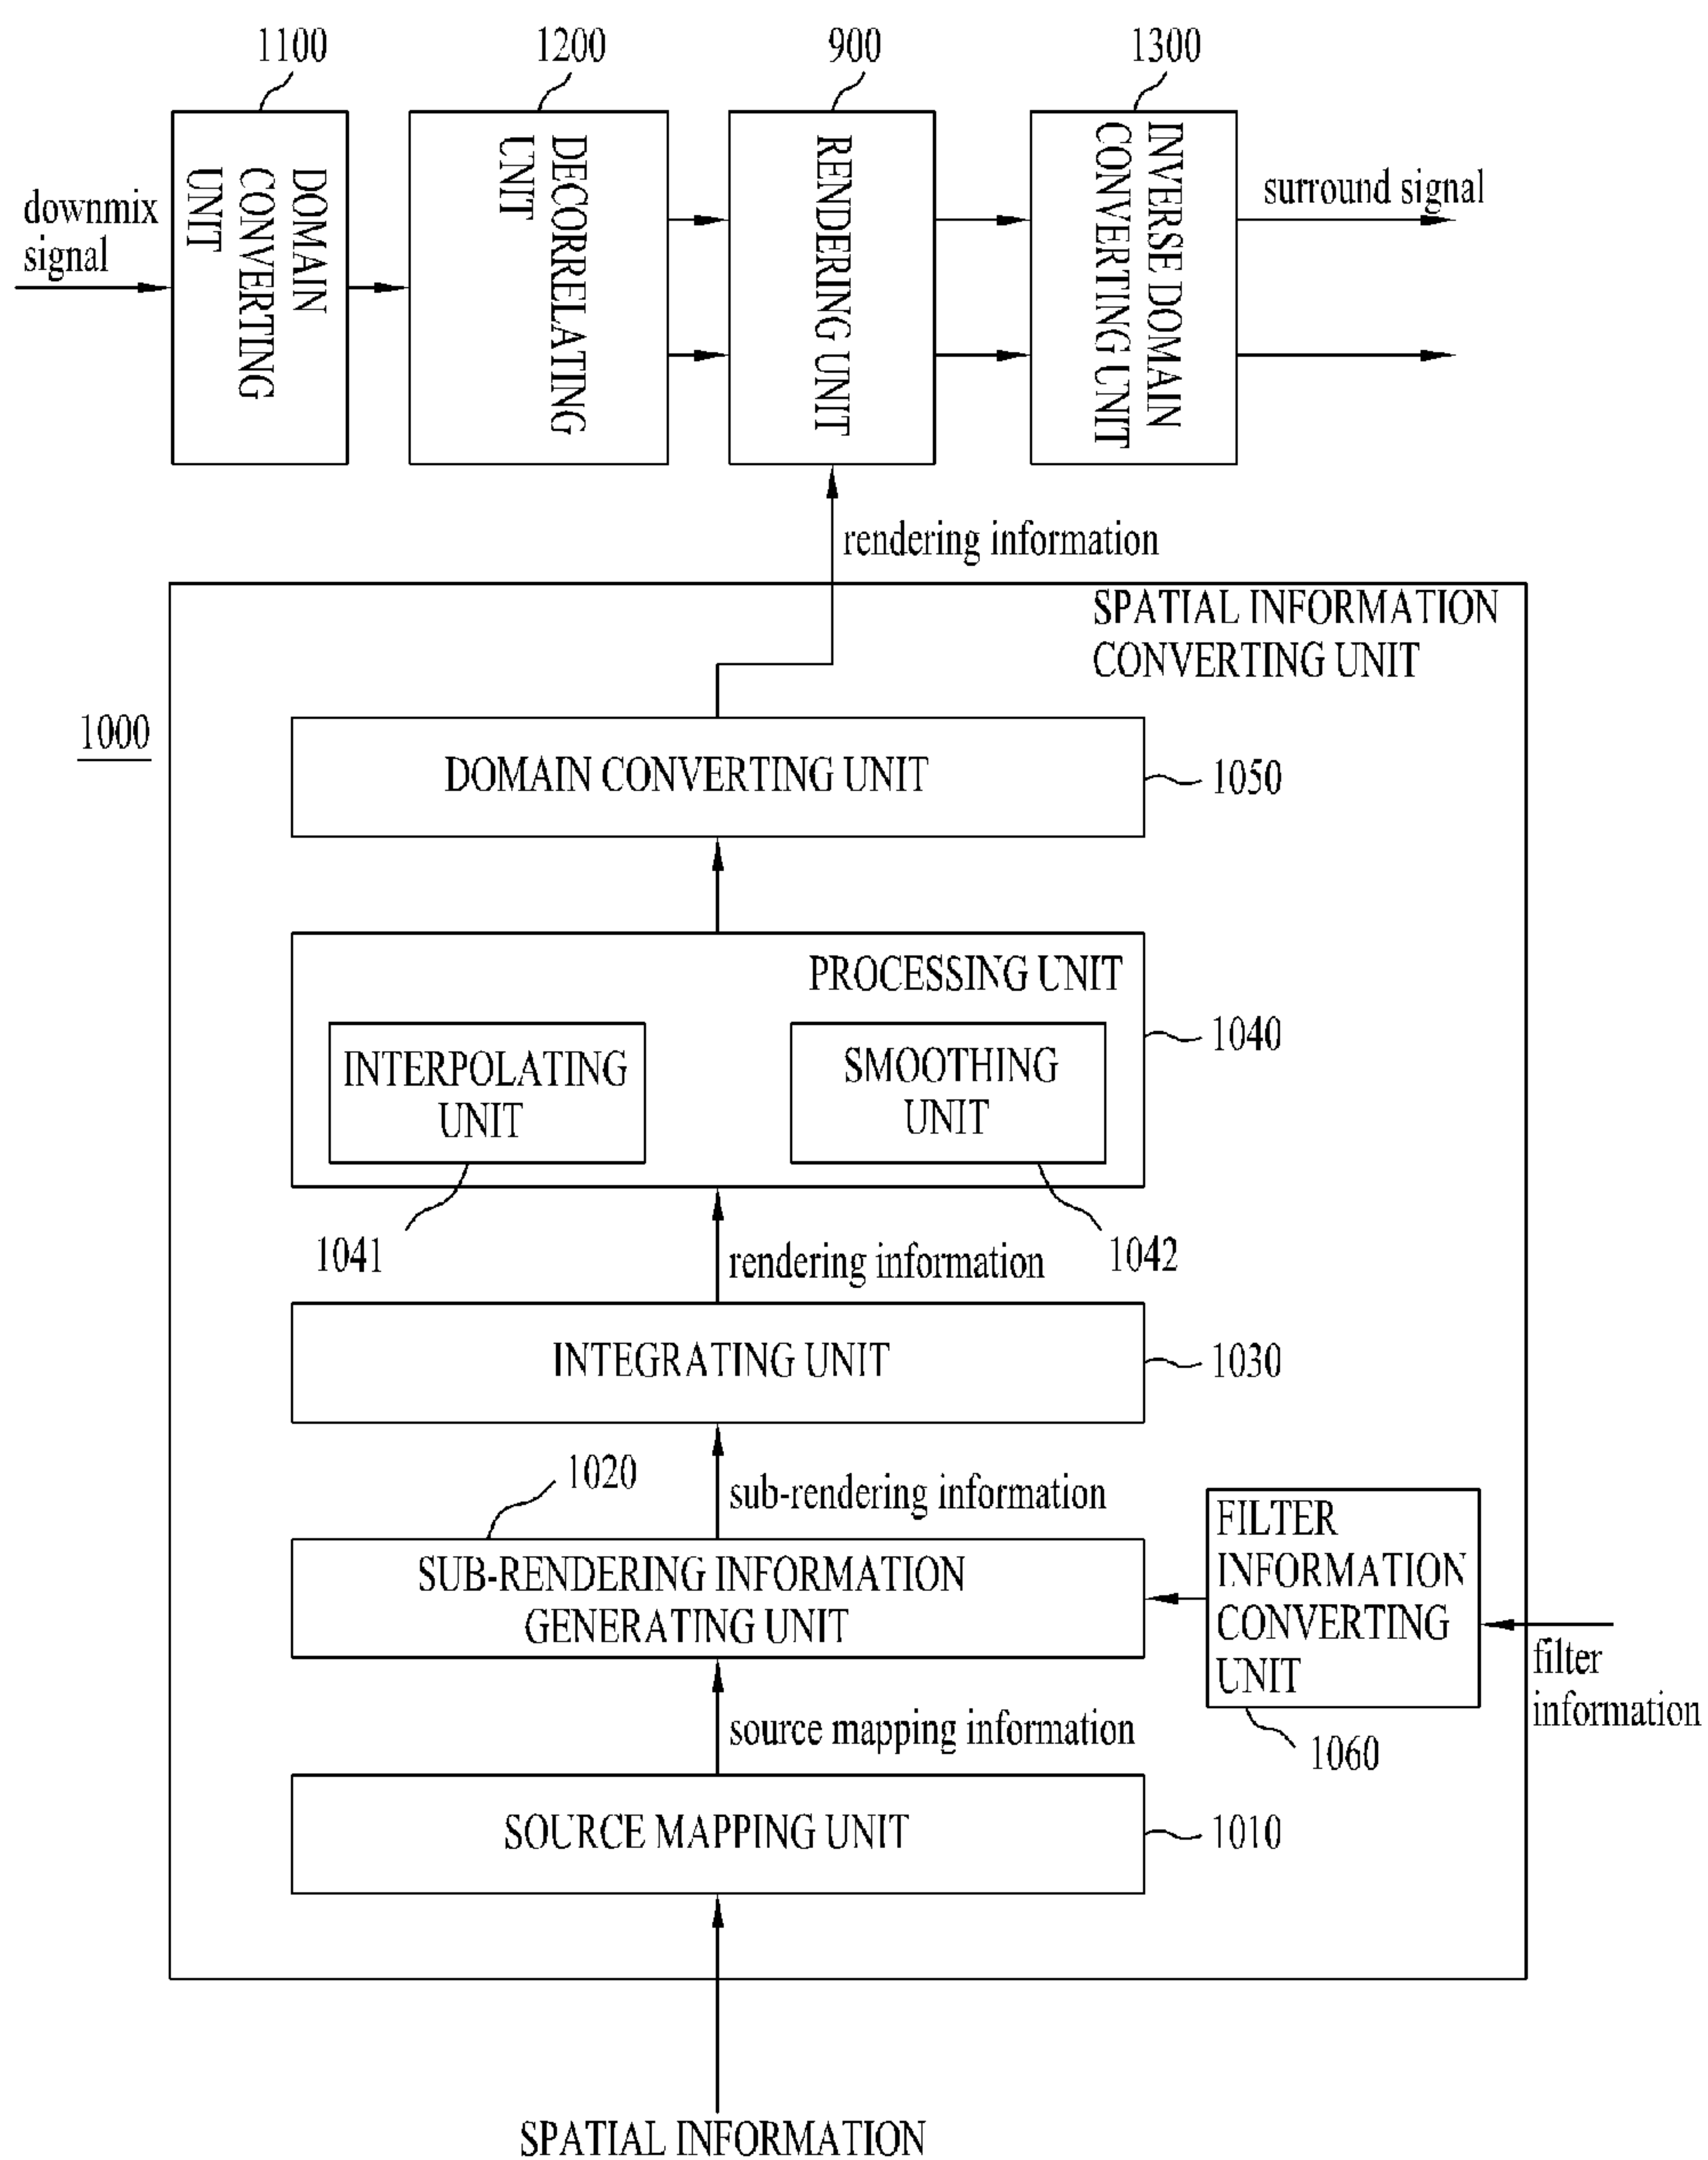 1100
1200
900
1300
downmix
signal
DOMAIN
CONVERTING
UNIT
DECORRELATING
UNIT
RENDERING UNIT
INVERSE DOMAIN
CONVERTING UNIT
surround signal
rendering information
SPATIAL INFORMATION
CONVERTING UNIT
1000
DOMAIN CONVERTING UNIT
1050
PROCESSING UNIT
1040
INTERPOLATING
UNIT
SMOOTHING
UNIT
1041
1042
rendering information
INTEGRATING UNIT
1030
1020
sub-rendering information
SUB-RENDERING INFORMATION
GENERATING UNIT
FILTER
INFORMATION
CONVERTING
UNIT
filter
information
1060
source mapping information
SOURCE MAPPING UNIT
1010
SPATIAL INFORMATION